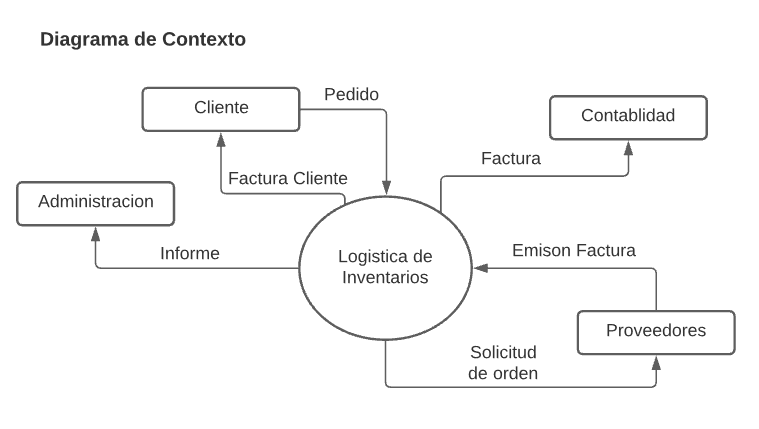 Diagrama de Contexto
Cliente
Pedido
Contablidad
Factura
Factura Cliente
Administracion
Informe
Logistica de
Inventarios
Emison Factura
Proveedores
Solicitud
de orden